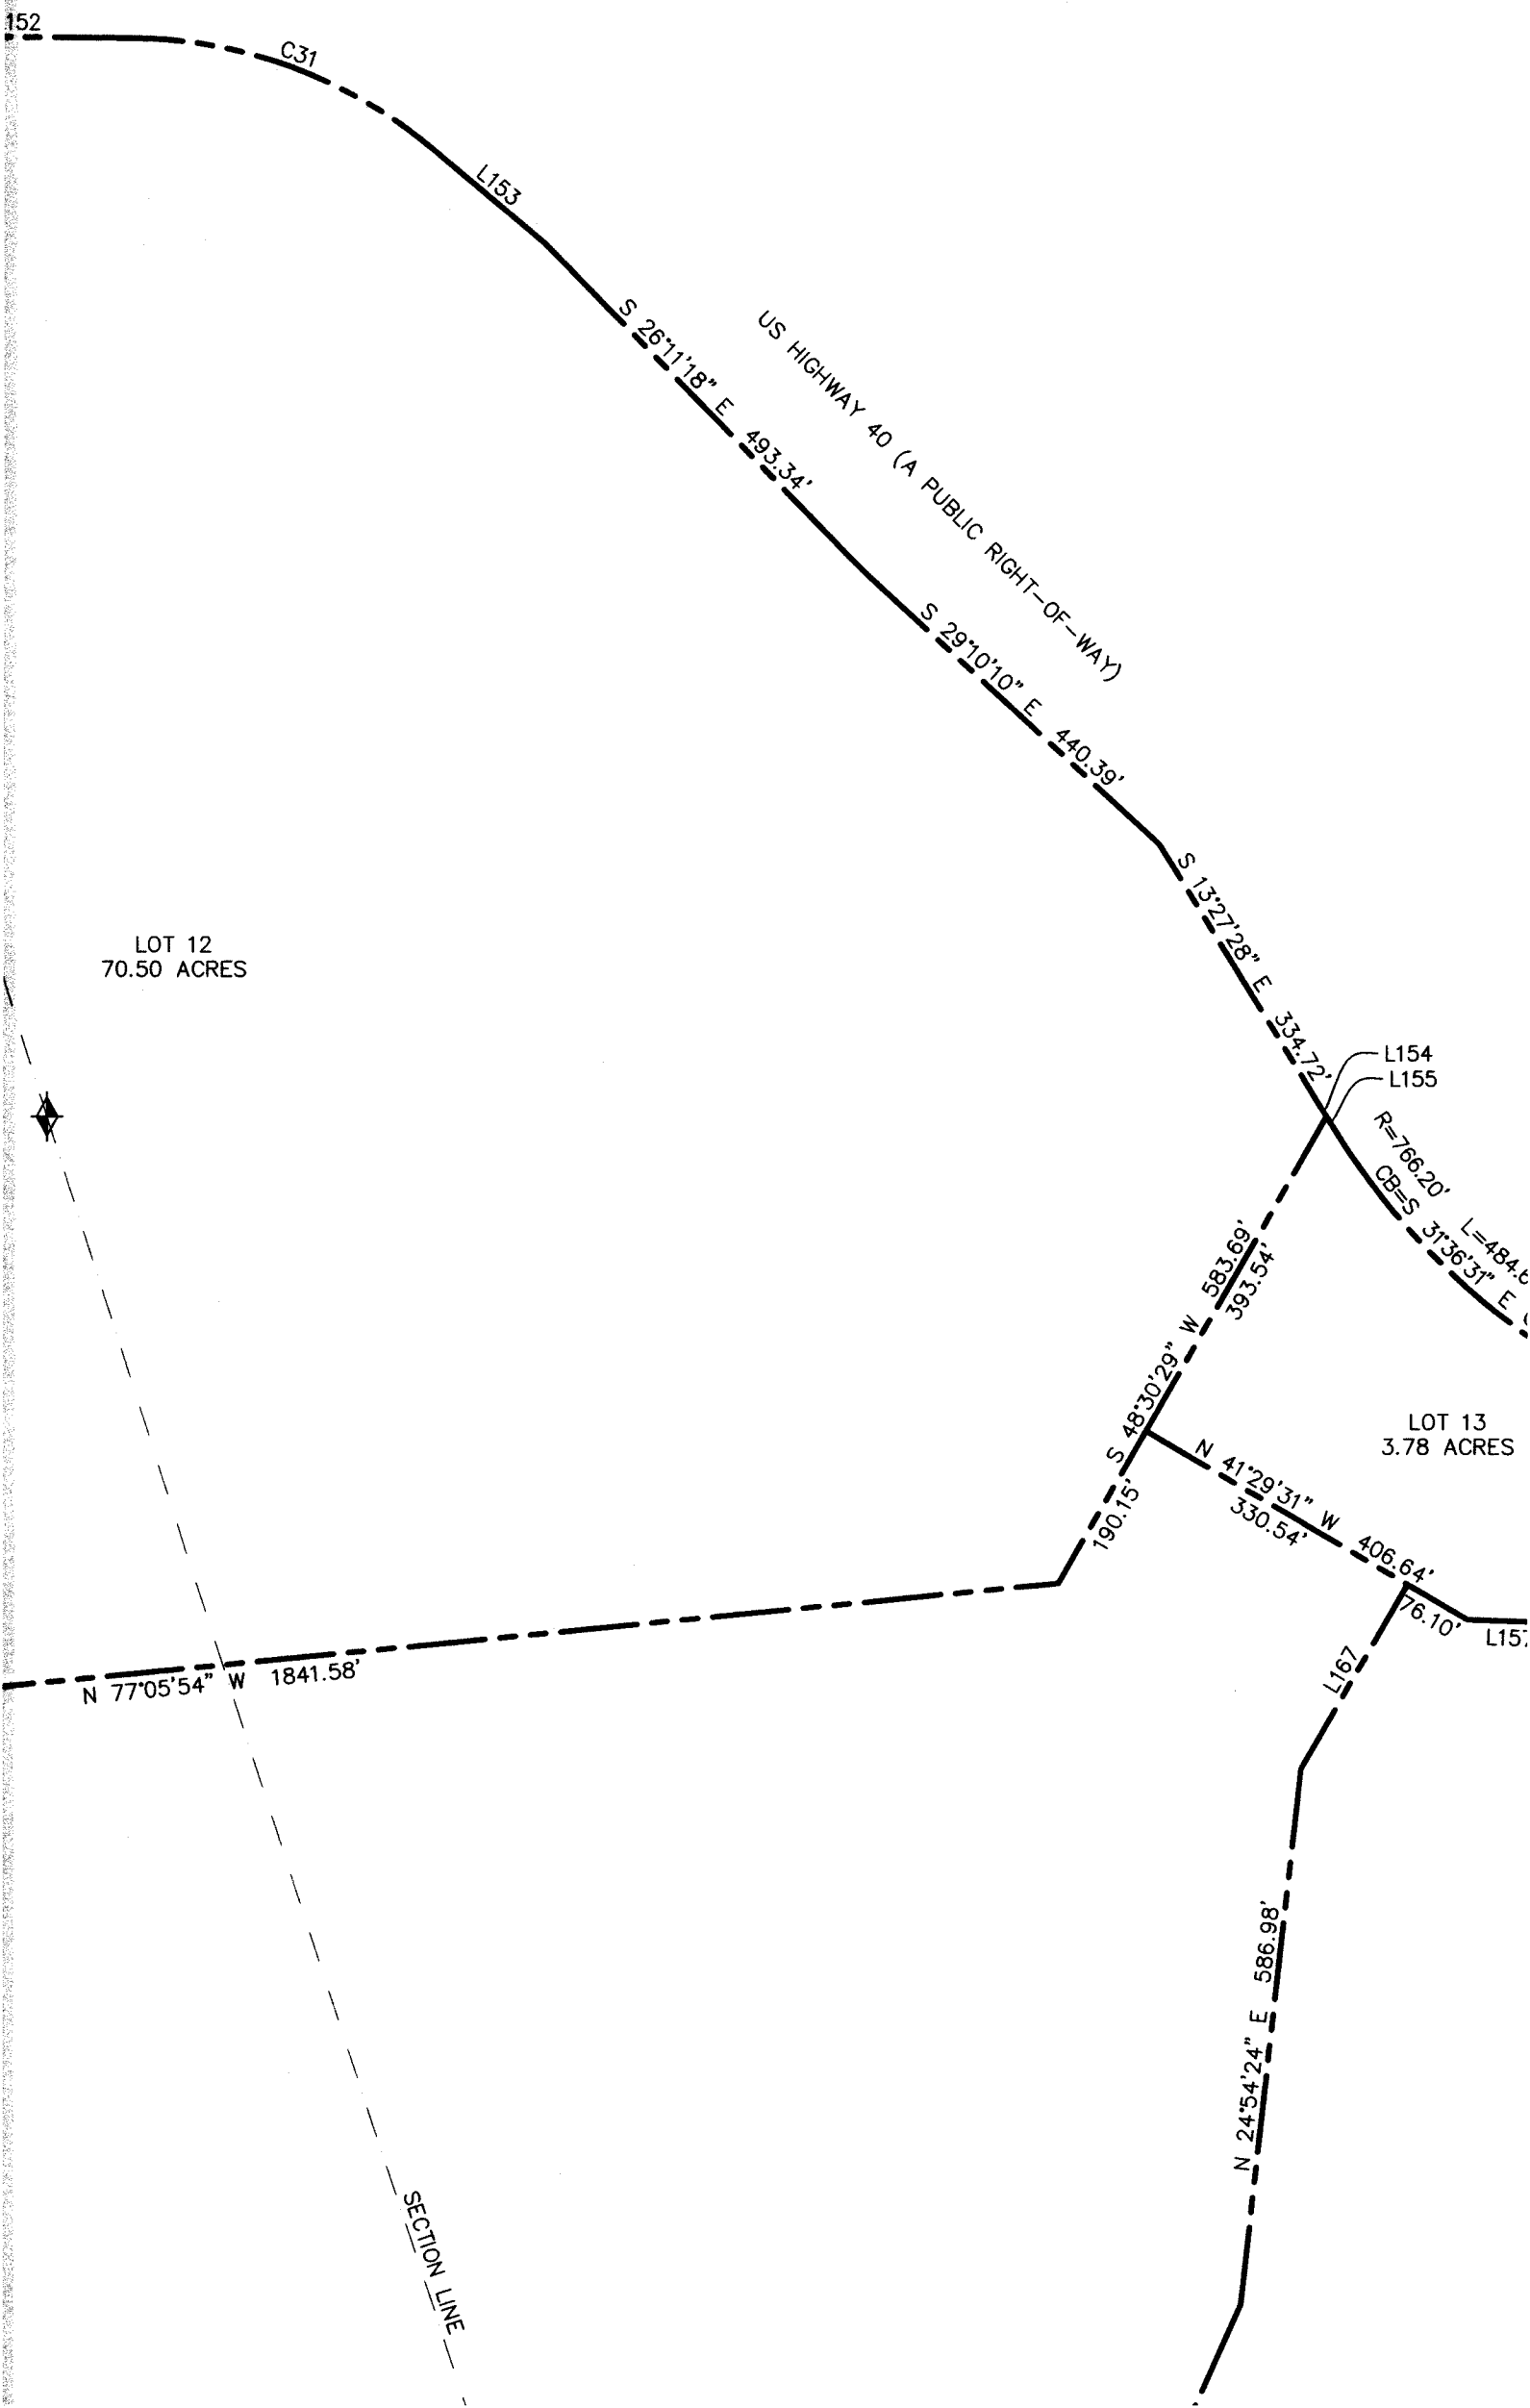 152
C31
L153
S 26°11'18" E 493.34'
US HIGHWAY 40 (A PUBLIC RIGHT-OF-WAY)
S 29°10'10" E 440.39'
S 13°27'28" E 334.72'
LOT 12
70.50 ACRES
L154
L155
R=766.20' L=484.6
CB=S 31°36'31" E
S 48°30'29" W 583.69'
393.54'
190.15'
LOT 13
3.78 ACRES
N 41°29'31" W 406.64'
330.54'
76.10'
L157
L167
N 77°05'54" W 1841.58'
N 24°54'24" E 586.98'
SECTION LINE